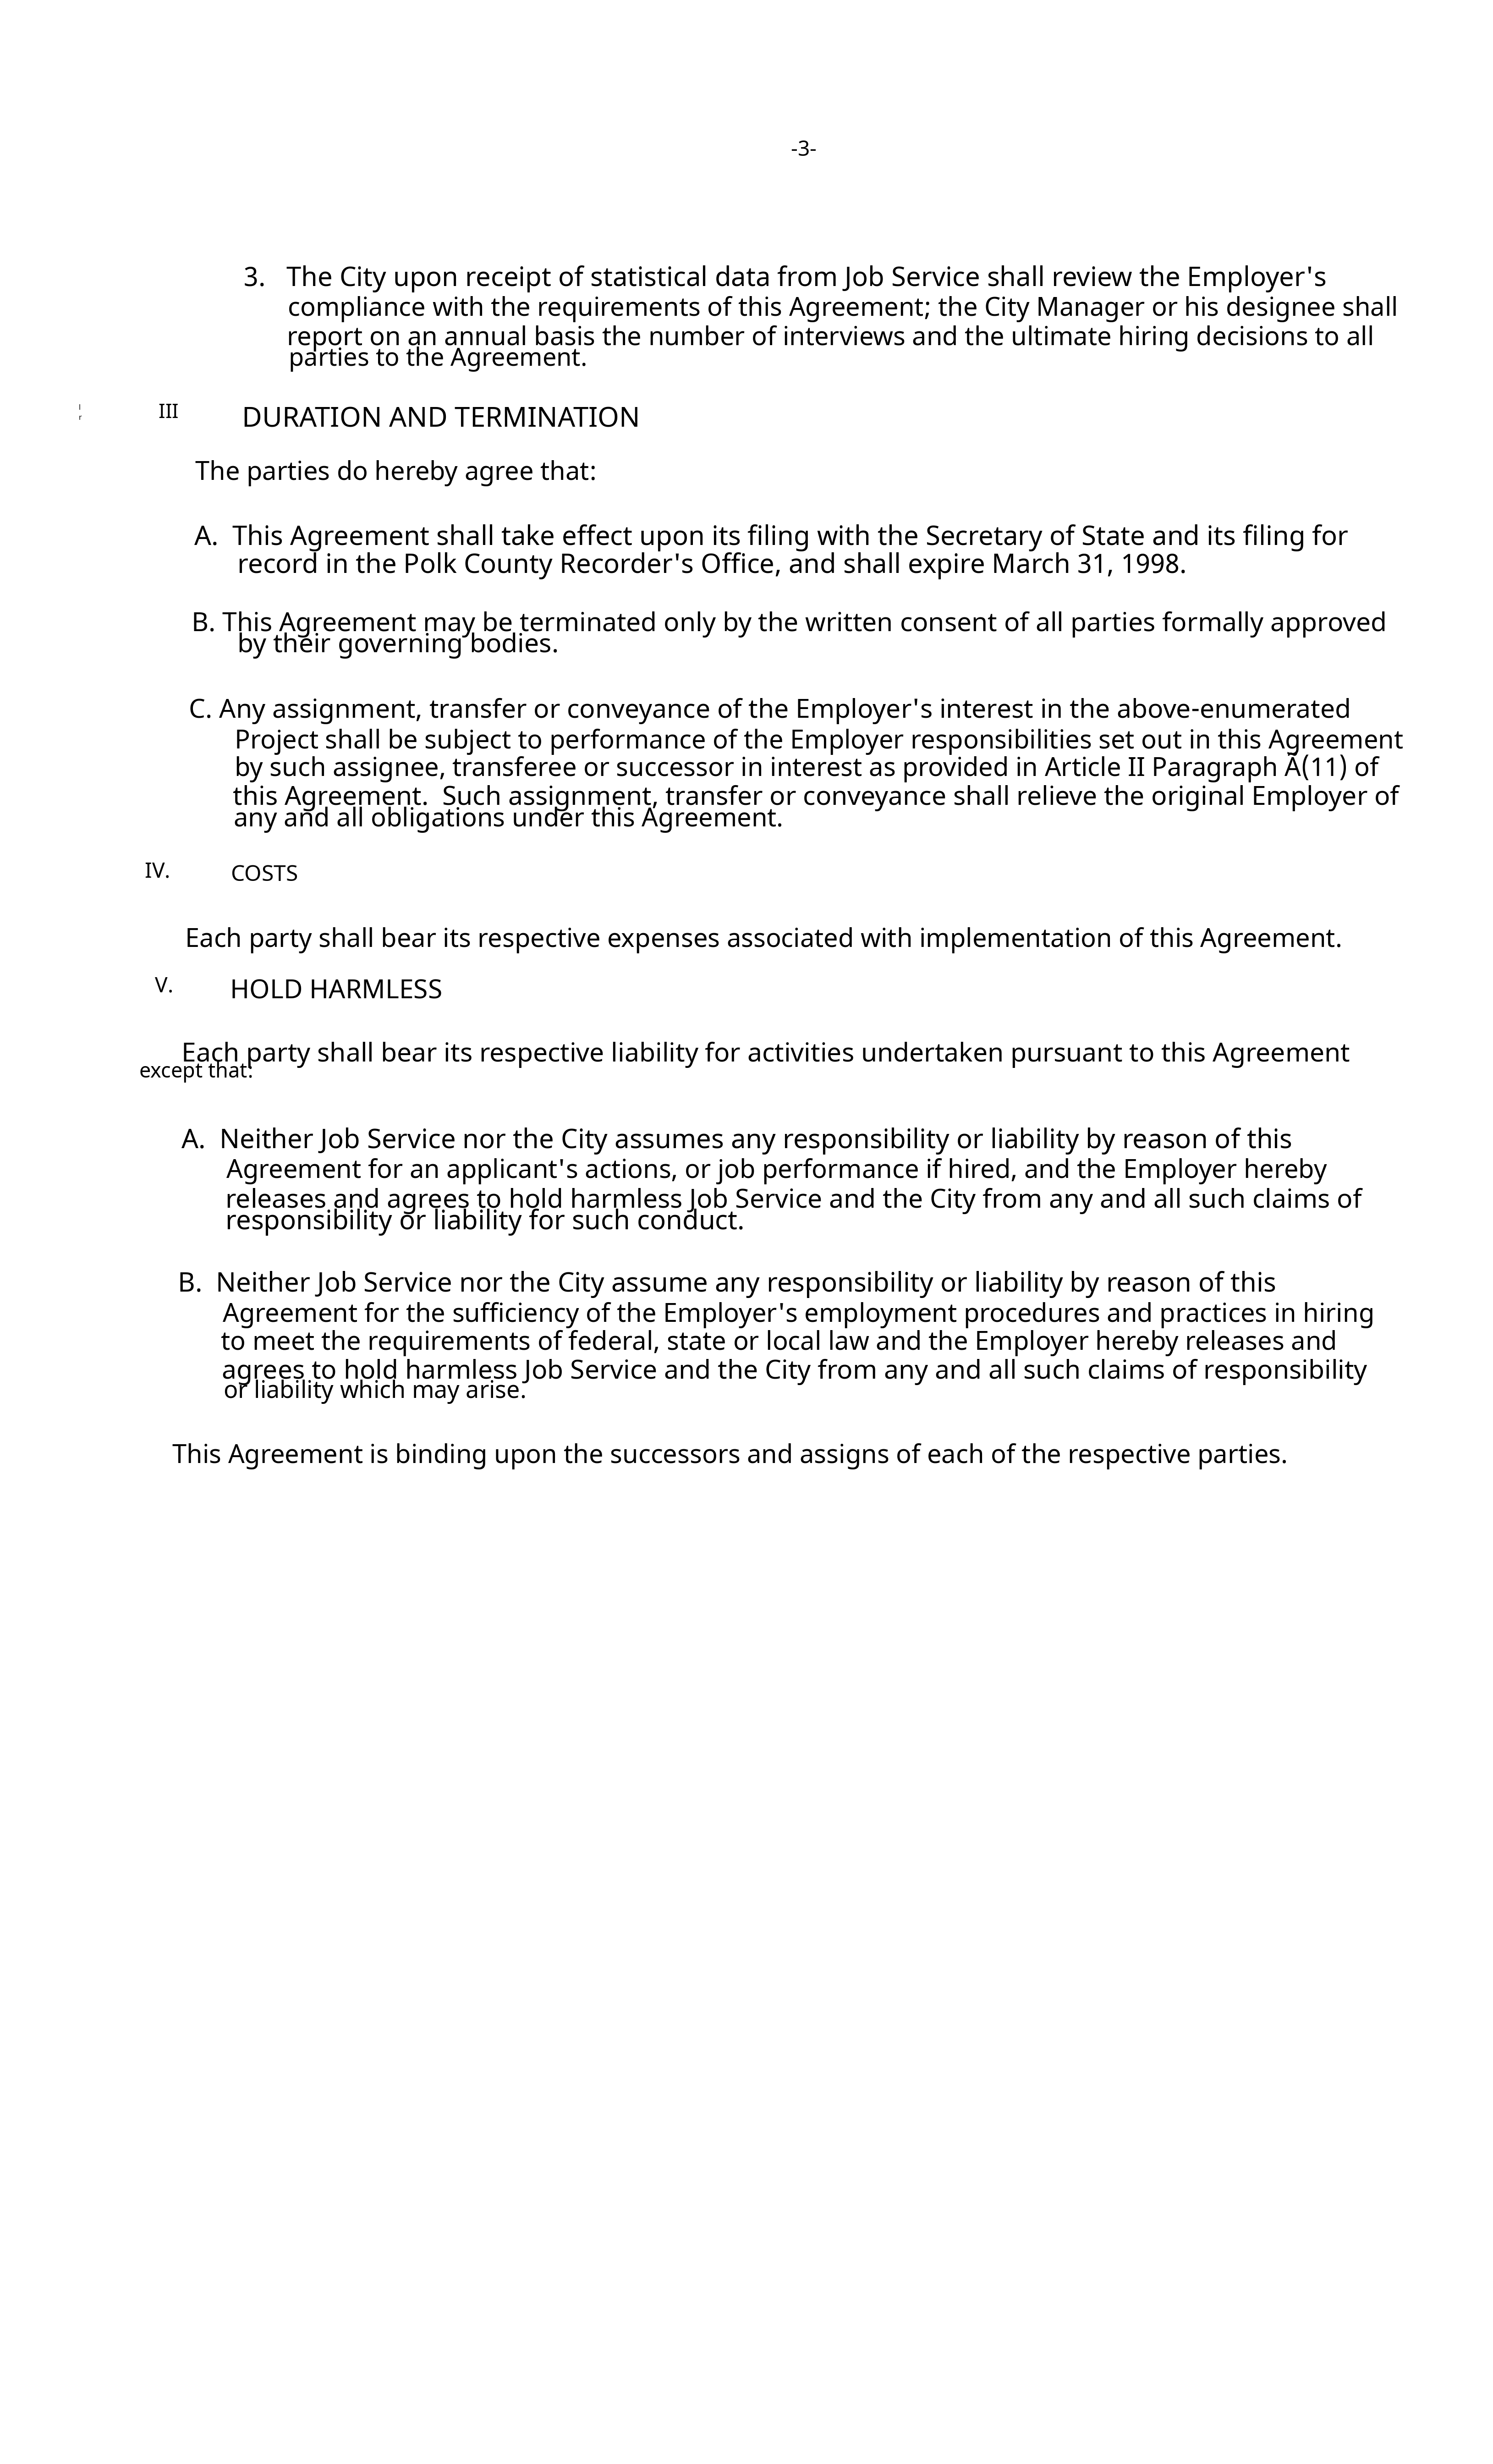 -3-
3. The City upon receipt of statistical data from Job Service shall review the Employer's
compliance with the requirements of this Agreement; the City Manager or his designee shall
report on an annual basis the number of interviews and the ultimate hiring decisions to all
parties to the Agreement.
III DURATION AND TERMINATION
The parties do hereby agree that:
A. This Agreement shall take effect upon its filing with the Secretary of State and its filing for
record in the Polk County Recorder's Office, and shall expire March 31, 1998.
B. This Agreement may be terminated only by the written consent of all parties formally approved
by their governing bodies.
C. Any assignment, transfer or conveyance of the Employer's interest in the above-enumerated
Project shall be subject to performance of the Employer responsibilities set out in this Agreement
by such assignee, transferee or successor in interest as provided in Article II Paragraph A(11) of
this Agreement. Such assignment, transfer or conveyance shall relieve the original Employer of
any and all obligations under this Agreement.
IV. COSTS
Each party shall bear its respective expenses associated with implementation of this Agreement.
V. HOLD HARMLESS
Each party shall bear its respective liability for activities undertaken pursuant to this Agreement
except that:
A. Neither Job Service nor the City assumes any responsibility or liability by reason of this
Agreement for an applicant's actions, or job performance if hired, and the Employer hereby
releases and agrees to hold harmless Job Service and the City from any and all such claims of
responsibility or liability for such conduct.
B. Neither Job Service nor the City assume any responsibility or liability by reason of this
Agreement for the sufficiency of the Employer's employment procedures and practices in hiring
to meet the requirements of federal, state or local law and the Employer hereby releases and
agrees to hold harmless Job Service and the City from any and all such claims of responsibility
or liability which may arise.
This Agreement is binding upon the successors and assigns of each of the respective parties.